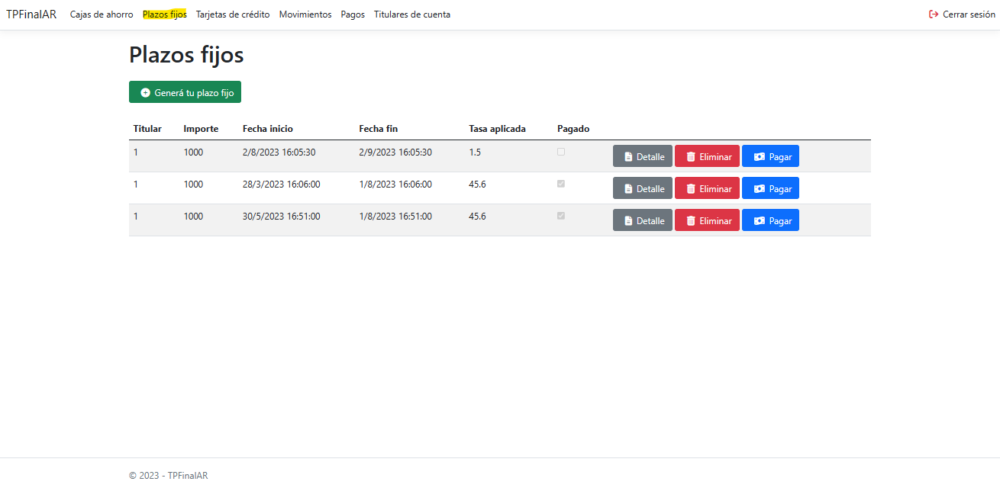 TPFinalAR Cajas de ahorro Plazos fijos Tarjetas de crédito Movimientos Pagos Titulares de cuenta Cerrar sesión
Plazos fijos
Generá tu plazo fijo
Titular Importe Fecha inicio Fecha fin Tasa aplicada Pagado
1 1000 2/8/2023 16:05:30 2/9/2023 16:05:30 1.5 Detalle Eliminar Pagar
1 1000 28/3/2023 16:06:00 1/8/2023 16:06:00 45.6 Detalle Eliminar Pagar
1 1000 30/5/2023 16:51:00 1/8/2023 16:51:00 45.6 Detalle Eliminar Pagar
© 2023 - TPFinalAR